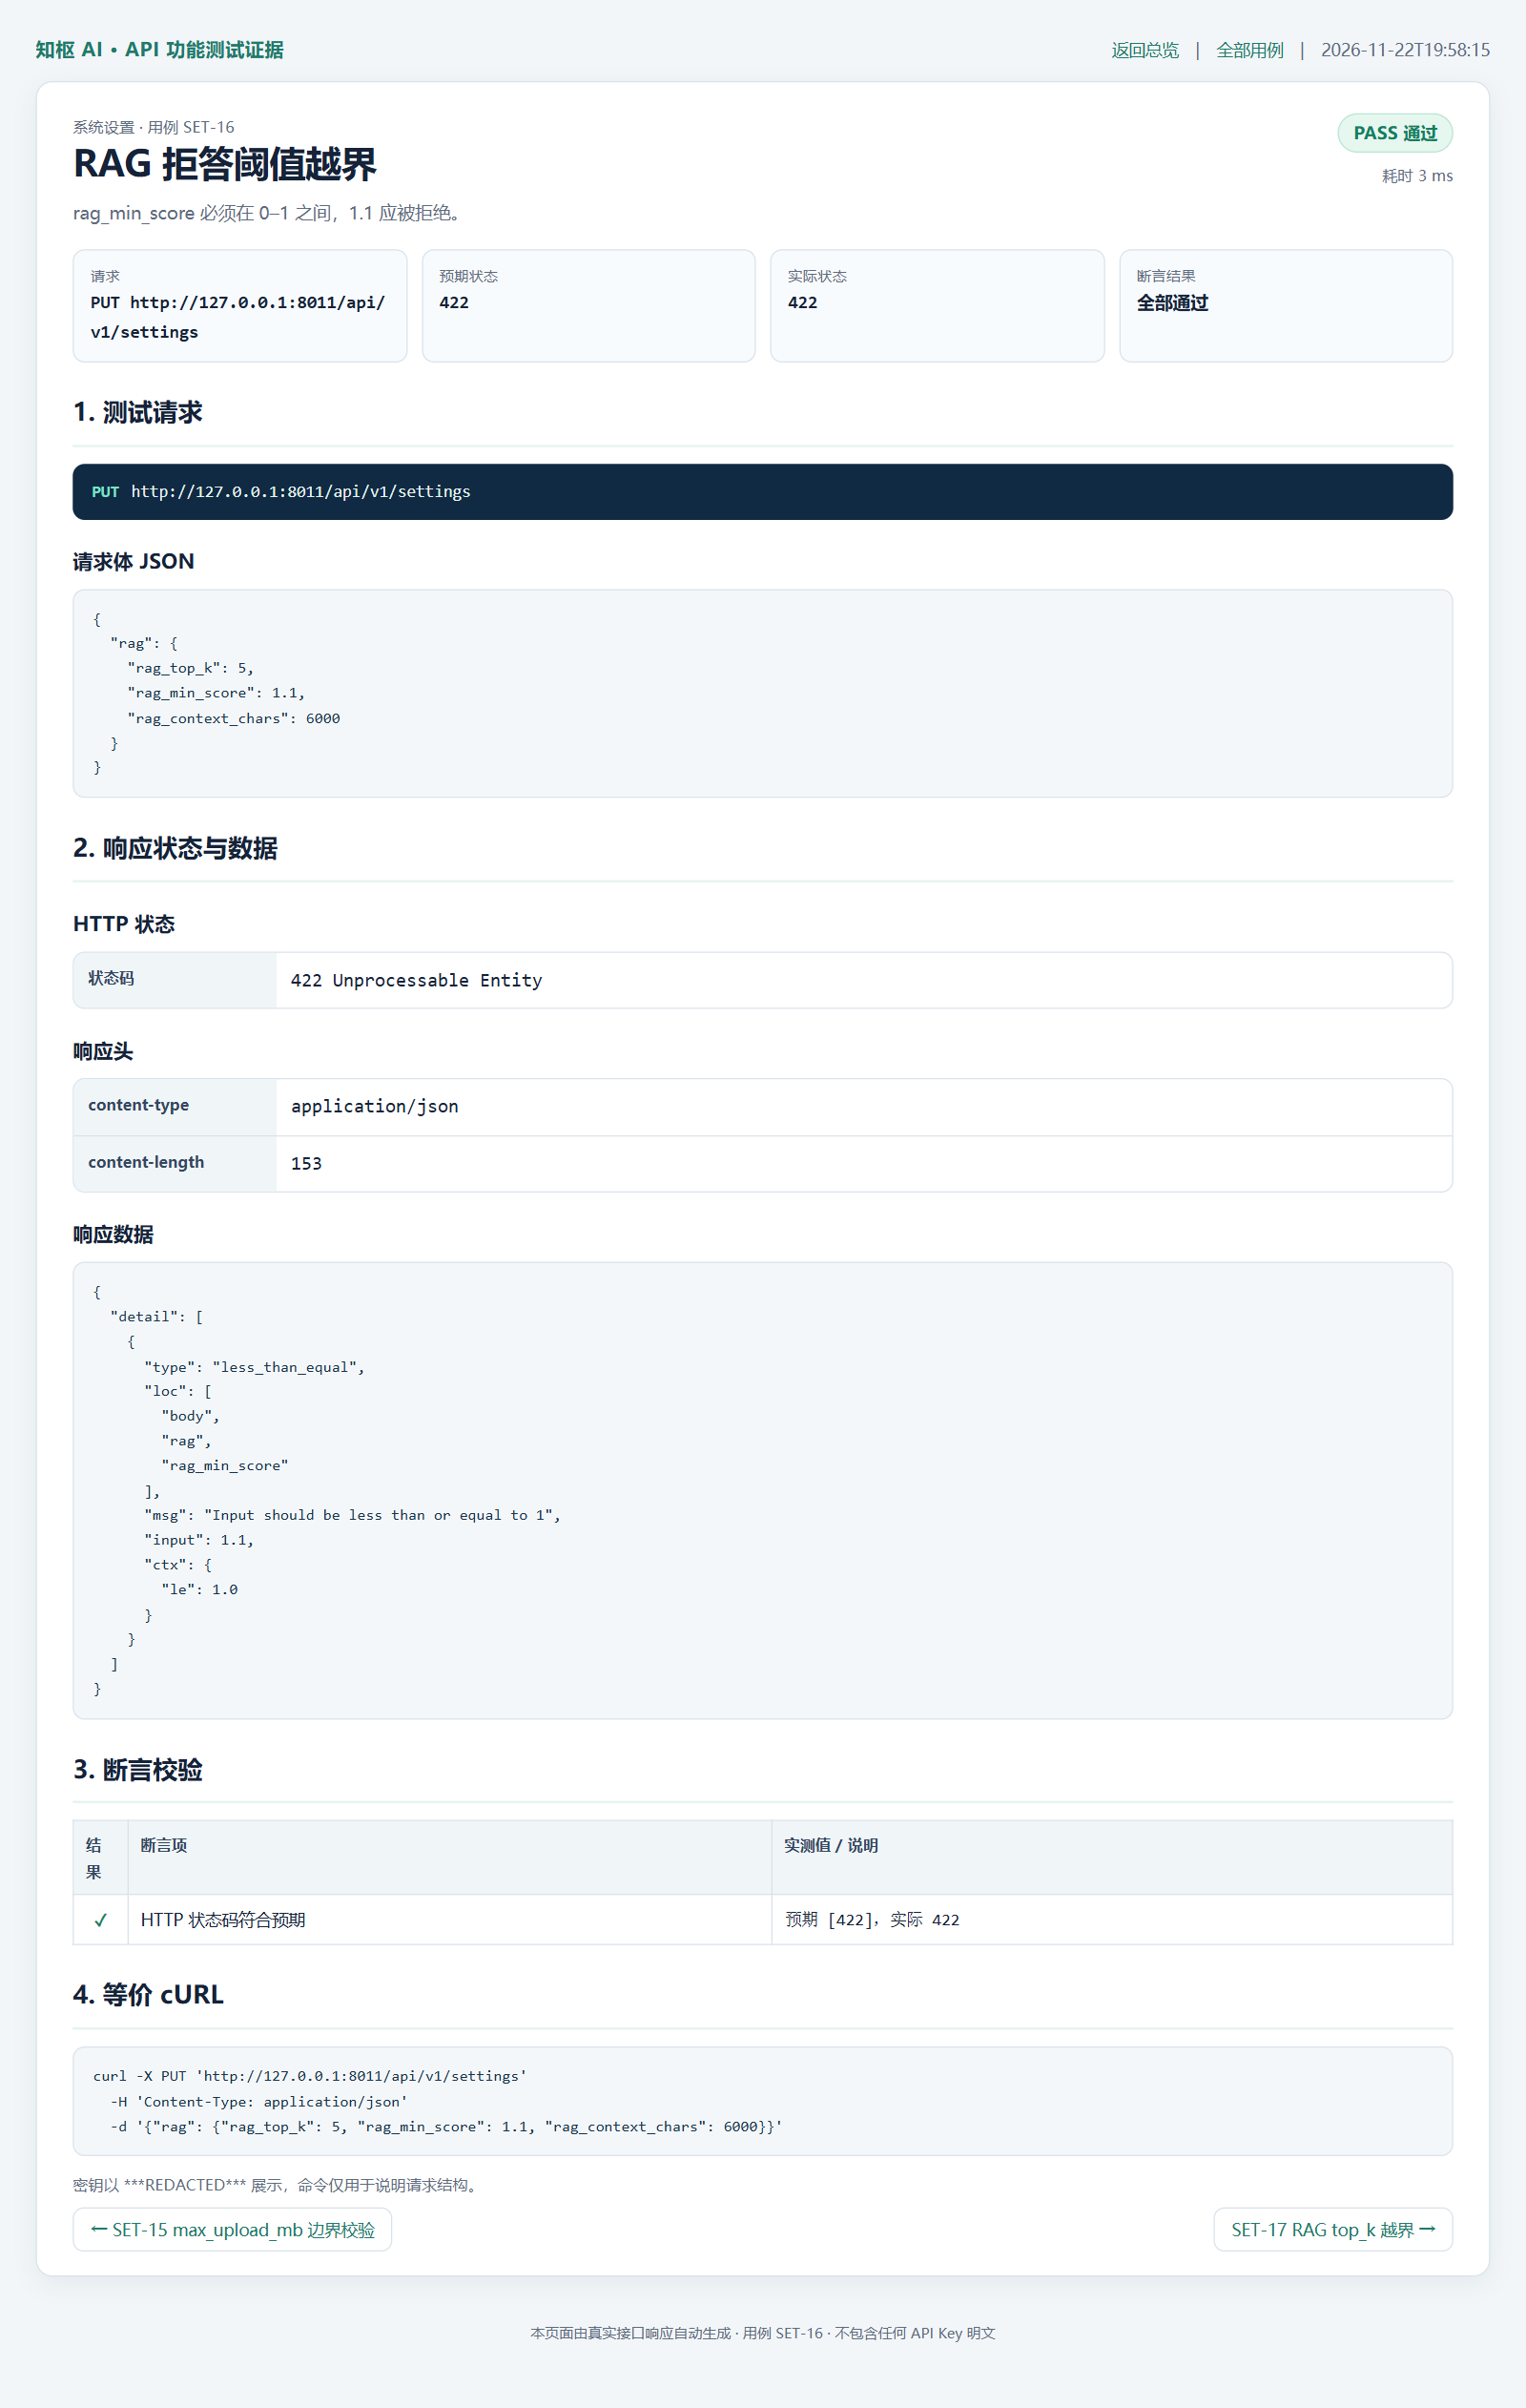 知枢 AI · API 功能测试证据
返回总览 | 全部用例 | 2026-11-22T19:58:15
系统设置 · 用例 SET-16
PASS 通过
RAG 拒答阈值越界
耗时 3 ms
rag_min_score 必须在 0–1 之间，1.1 应被拒绝。
请求
PUT http://127.0.0.1:8011/api/
v1/settings
预期状态
422
实际状态
422
断言结果
全部通过
1. 测试请求
PUT http://127.0.0.1:8011/api/v1/settings
请求体 JSON
{
  "rag": {
    "rag_top_k": 5,
    "rag_min_score": 1.1,
    "rag_context_chars": 6000
  }
}
2. 响应状态与数据
HTTP 状态
状态码 422 Unprocessable Entity
响应头
content-type application/json
content-length 153
响应数据
{
  "detail": [
    {
      "type": "less_than_equal",
      "loc": [
        "body",
        "rag",
        "rag_min_score"
      ],
      "msg": "Input should be less than or equal to 1",
      "input": 1.1,
      "ctx": {
        "le": 1.0
      }
    }
  ]
}
3. 断言校验
结果 断言项 实测值 / 说明
✓ HTTP 状态码符合预期 预期 [422]，实际 422
4. 等价 cURL
curl -X PUT 'http://127.0.0.1:8011/api/v1/settings'
  -H 'Content-Type: application/json'
  -d '{"rag": {"rag_top_k": 5, "rag_min_score": 1.1, "rag_context_chars": 6000}}'
密钥以 ***REDACTED*** 展示，命令仅用于说明请求结构。
← SET-15 max_upload_mb 边界校验
SET-17 RAG top_k 越界 →
本页面由真实接口响应自动生成 · 用例 SET-16 · 不包含任何 API Key 明文